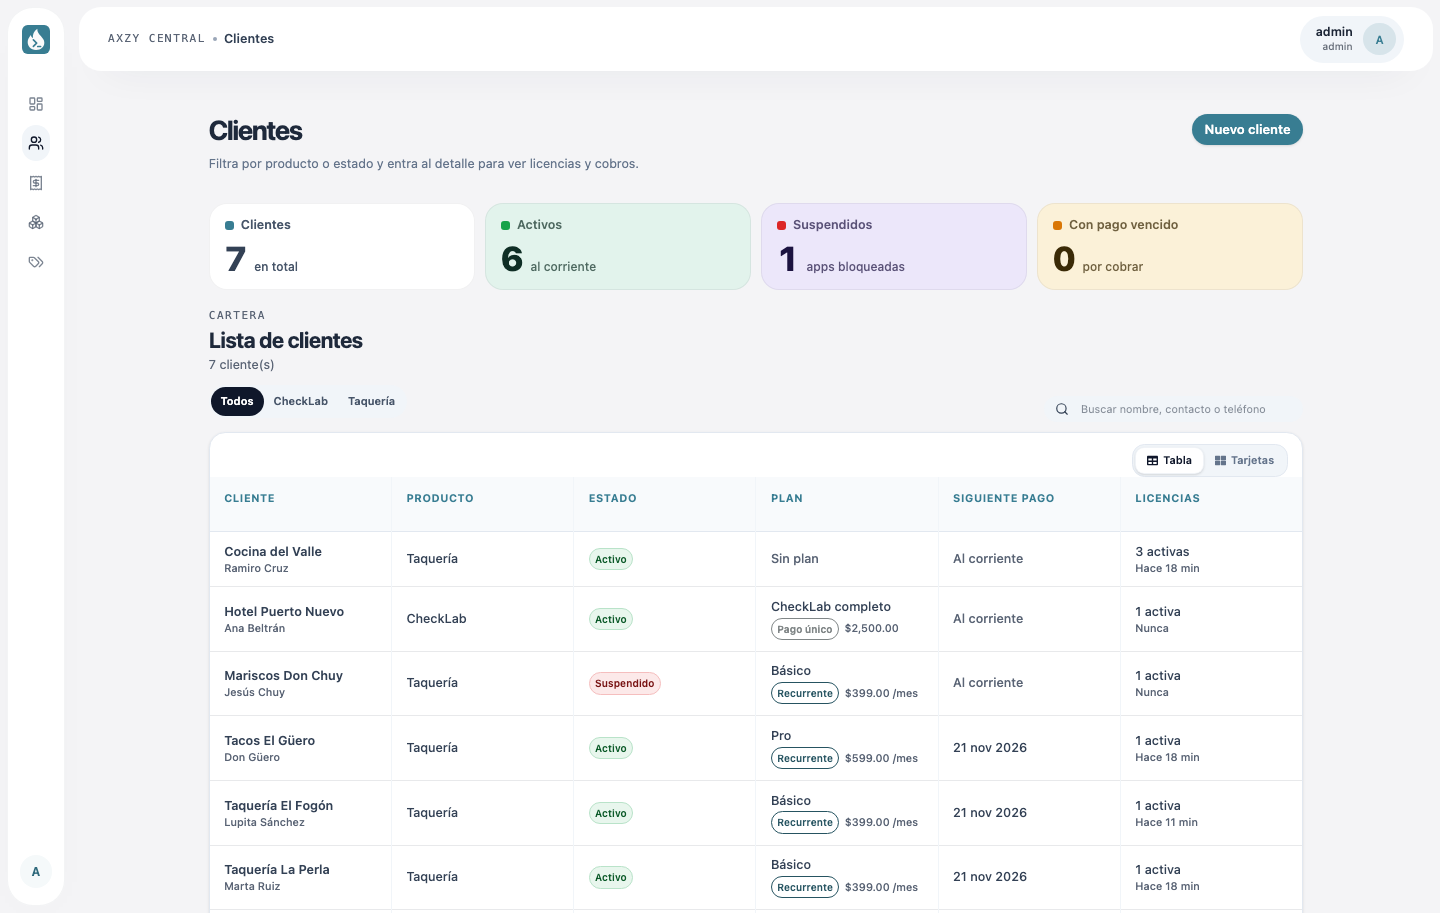 AXZY CENTRAL • Clientes
admin
admin
A
Clientes
Nuevo cliente
Filtra por producto o estado y entra al detalle para ver licencias y cobros.
Clientes
7 en total
Activos
6 al corriente
Suspendidos
1 apps bloqueadas
Con pago vencido
0 por cobrar
CARTERA
Lista de clientes
7 cliente(s)
Todos CheckLab Taquería
Buscar nombre, contacto o teléfono
Tabla Tarjetas
CLIENTE PRODUCTO ESTADO PLAN SIGUIENTE PAGO LICENCIAS
Cocina del Valle
Ramiro Cruz
Taquería
Activo
Sin plan
Al corriente
3 activas
Hace 18 min
Hotel Puerto Nuevo
Ana Beltrán
CheckLab
Activo
CheckLab completo
Pago único $2,500.00
Al corriente
1 activa
Nunca
Mariscos Don Chuy
Jesús Chuy
Taquería
Suspendido
Básico
Recurrente $399.00 /mes
Al corriente
1 activa
Nunca
Tacos El Güero
Don Güero
Taquería
Activo
Pro
Recurrente $599.00 /mes
21 nov 2026
1 activa
Hace 18 min
Taquería El Fogón
Lupita Sánchez
Taquería
Activo
Básico
Recurrente $399.00 /mes
21 nov 2026
1 activa
Hace 11 min
Taquería La Perla
Marta Ruiz
Taquería
Activo
Básico
Recurrente $399.00 /mes
21 nov 2026
1 activa
Hace 18 min
A